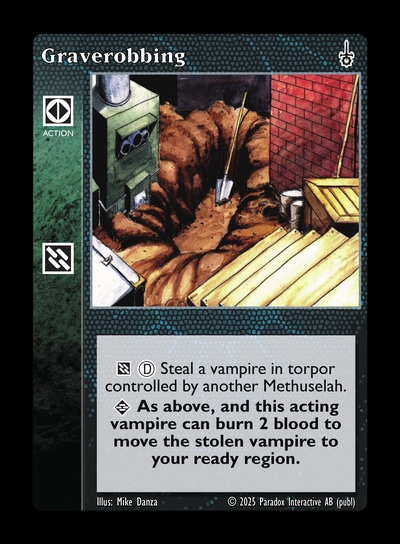 Graverobbing
ACTION
D Steal a vampire in torpor
controlled by another Methuselah.
As above, and this acting
vampire can burn 2 blood to
move the stolen vampire to
your ready region.
Illus: Mike Danza © 2025 Paradox Interactive AB (publ)